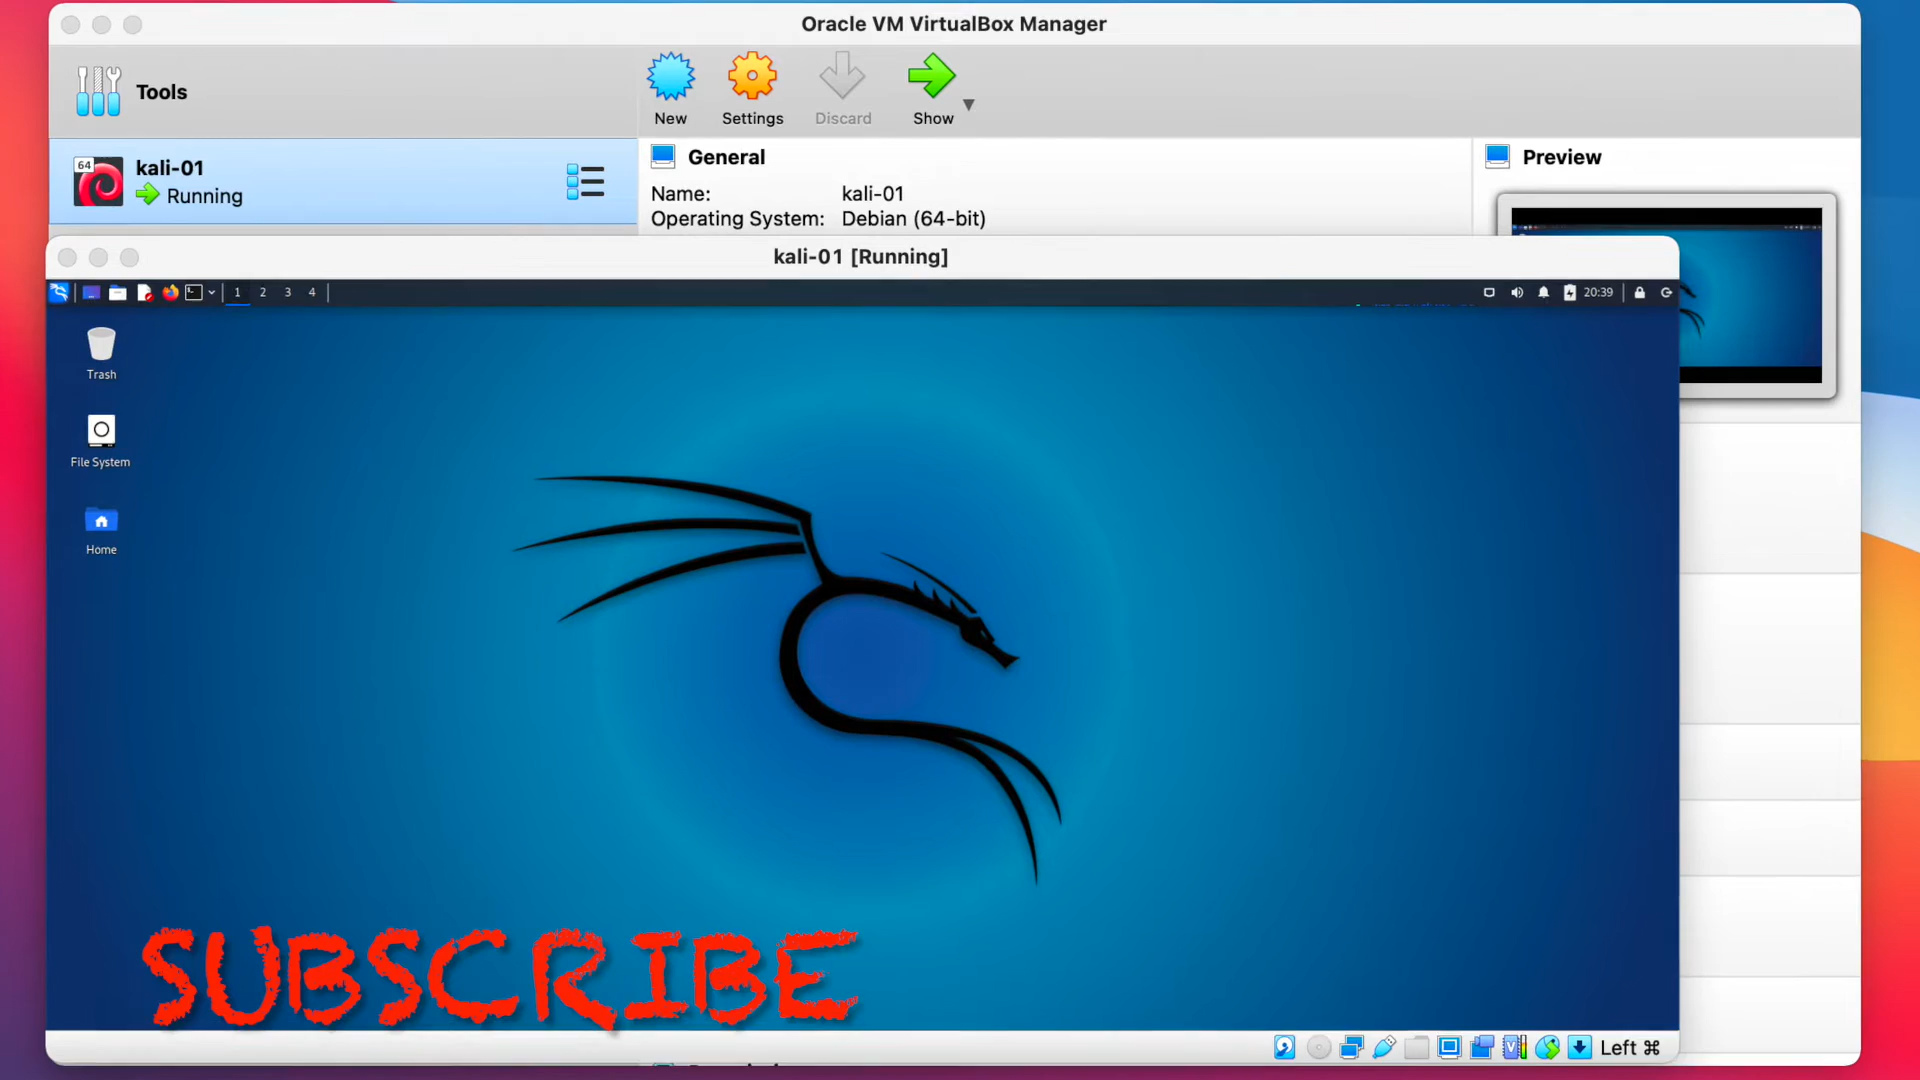 Oracle VM VirtualBox Manager
Tools
New
Settings
Discard
Show
64
kali-01
Running
General
Name: kali-01
Operating System: Debian (64-bit)
Preview
kali-01 [Running]
1 2 3 4
20:39
Trash
File System
Home
SUBSCRIBE
Left ⌘